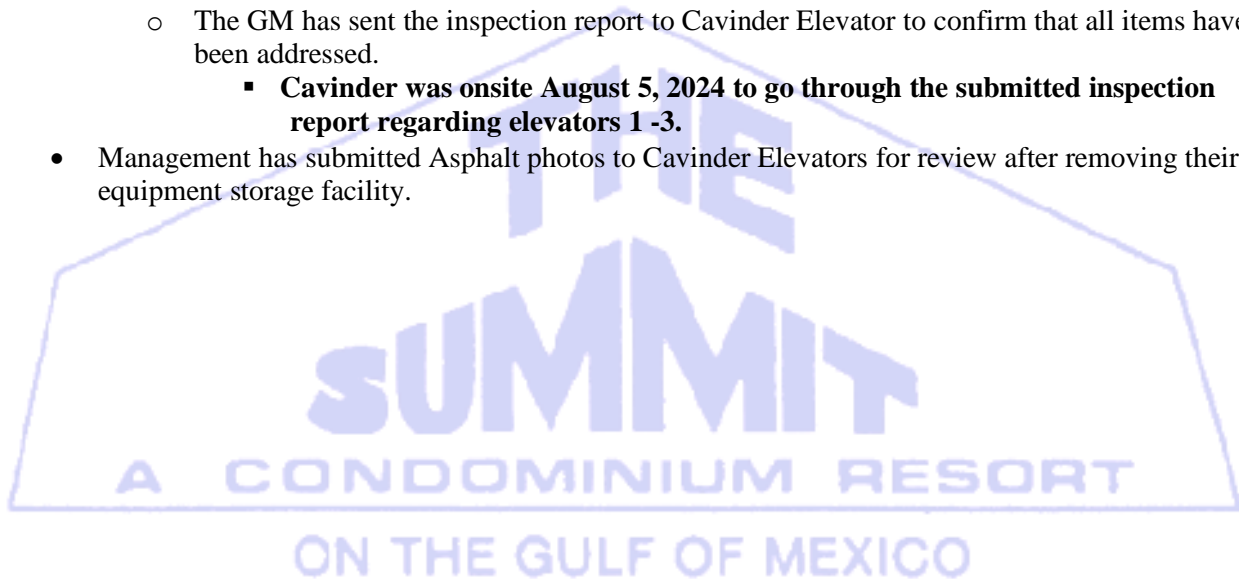 o The GM has sent the inspection report to Cavinder Elevator to confirm that all items have
been addressed.
▪ Cavinder was onsite August 5, 2024 to go through the submitted inspection
report regarding elevators 1 -3.
• Management has submitted Asphalt photos to Cavinder Elevators for review after removing their
equipment storage facility.
THE
SUMMIT
A CONDOMINIUM RESORT
ON THE GULF OF MEXICO